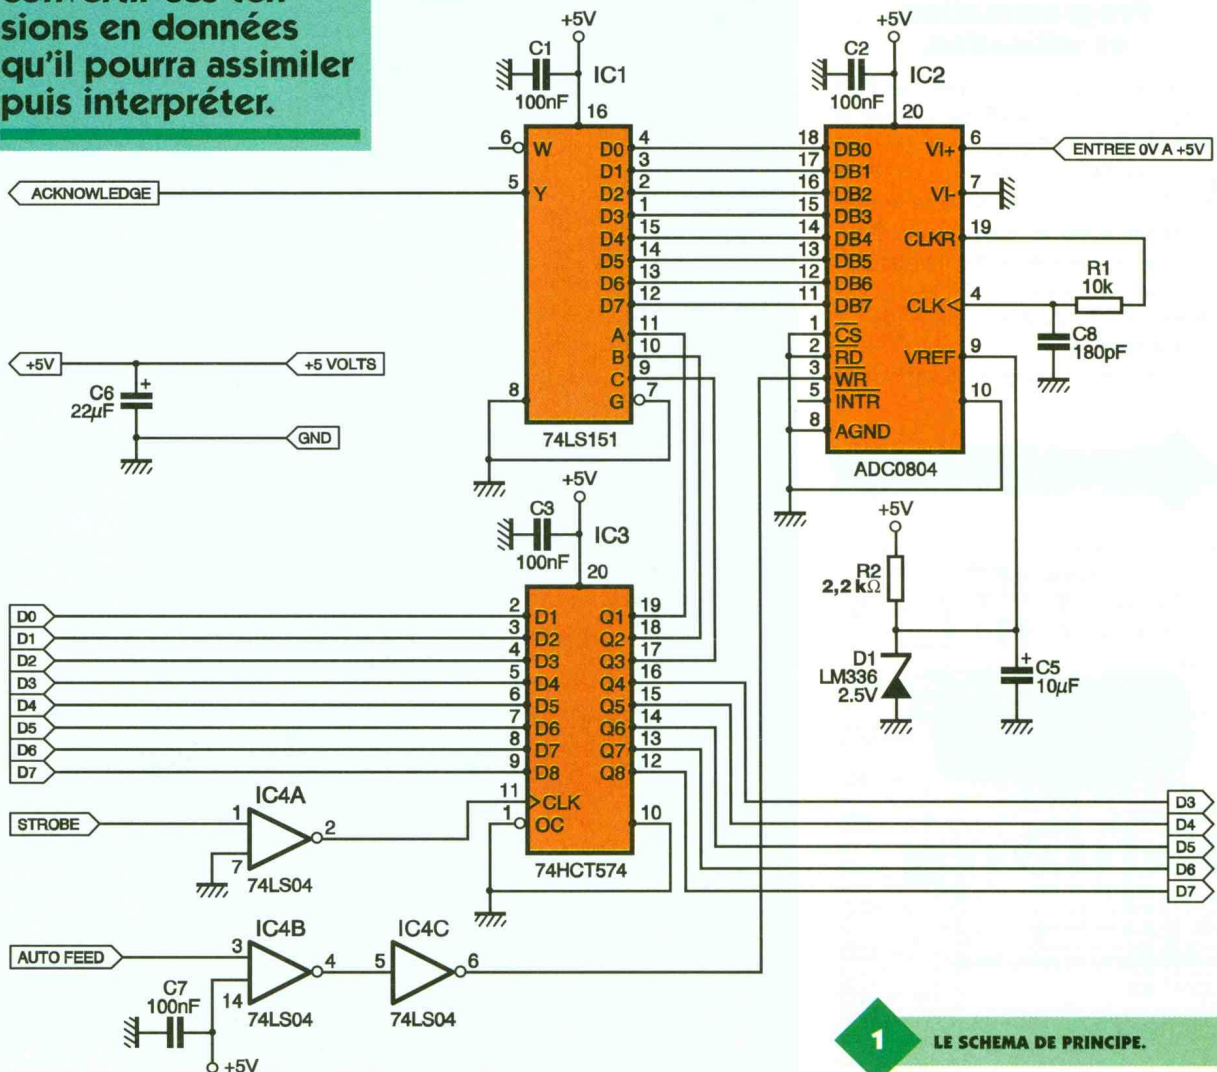 sions en données
qu'il pourra assimiler
puis interpréter.
+5V
C1
100nF
IC1
16
6 W
5 Y
8
D0 4
D1 3
D2 2
D3 1
D4 15
D5 14
D6 13
D7 12
A 11
B 10
C 9
G 7
74LS151
ACKNOWLEDGE
+5V
C2
100nF
IC2
20
18 DB0
17 DB1
16 DB2
15 DB3
14 DB4
13 DB5
12 DB6
11 DB7
1 CS
2 RD
3 WR
5 INTR
8 AGND
VI+ 6
VI- 7
CLKR 19
CLK 4
VREF 9
10
ADC0804
ENTREE 0V A +5V
R1
10k
C8
180pF
+5V
+5 VOLTS
C6
22µF
+
GND
+5V
C3
100nF
IC3
20
D0
D1
D2
D3
D4
D5
D6
D7
2 D1
3 D2
4 D3
5 D4
6 D5
7 D6
8 D7
9 D8
11 CLK
1 OC
Q1 19
Q2 18
Q3 17
Q4 16
Q5 15
Q6 14
Q7 13
Q8 12
10
74HCT574
+5V
R2
2,2 kΩ
D1
LM336
2.5V
+
C5
10µF
D3
D4
D5
D6
D7
STROBE
IC4A
1
2
7
74LS04
AUTO FEED
IC4B
3
4
14
74LS04
C7
100nF
+5V
IC4C
5
6
74LS04
1
LE SCHEMA DE PRINCIPE.